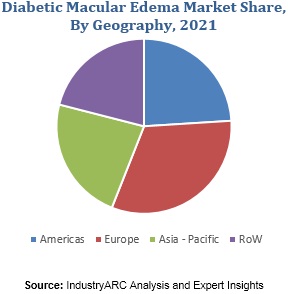 Diabetic Macular Edema Market Share,
By Geography, 2021
Americas Europe Asia - Pacific RoW
Source: IndustryARC Analysis and Expert Insights